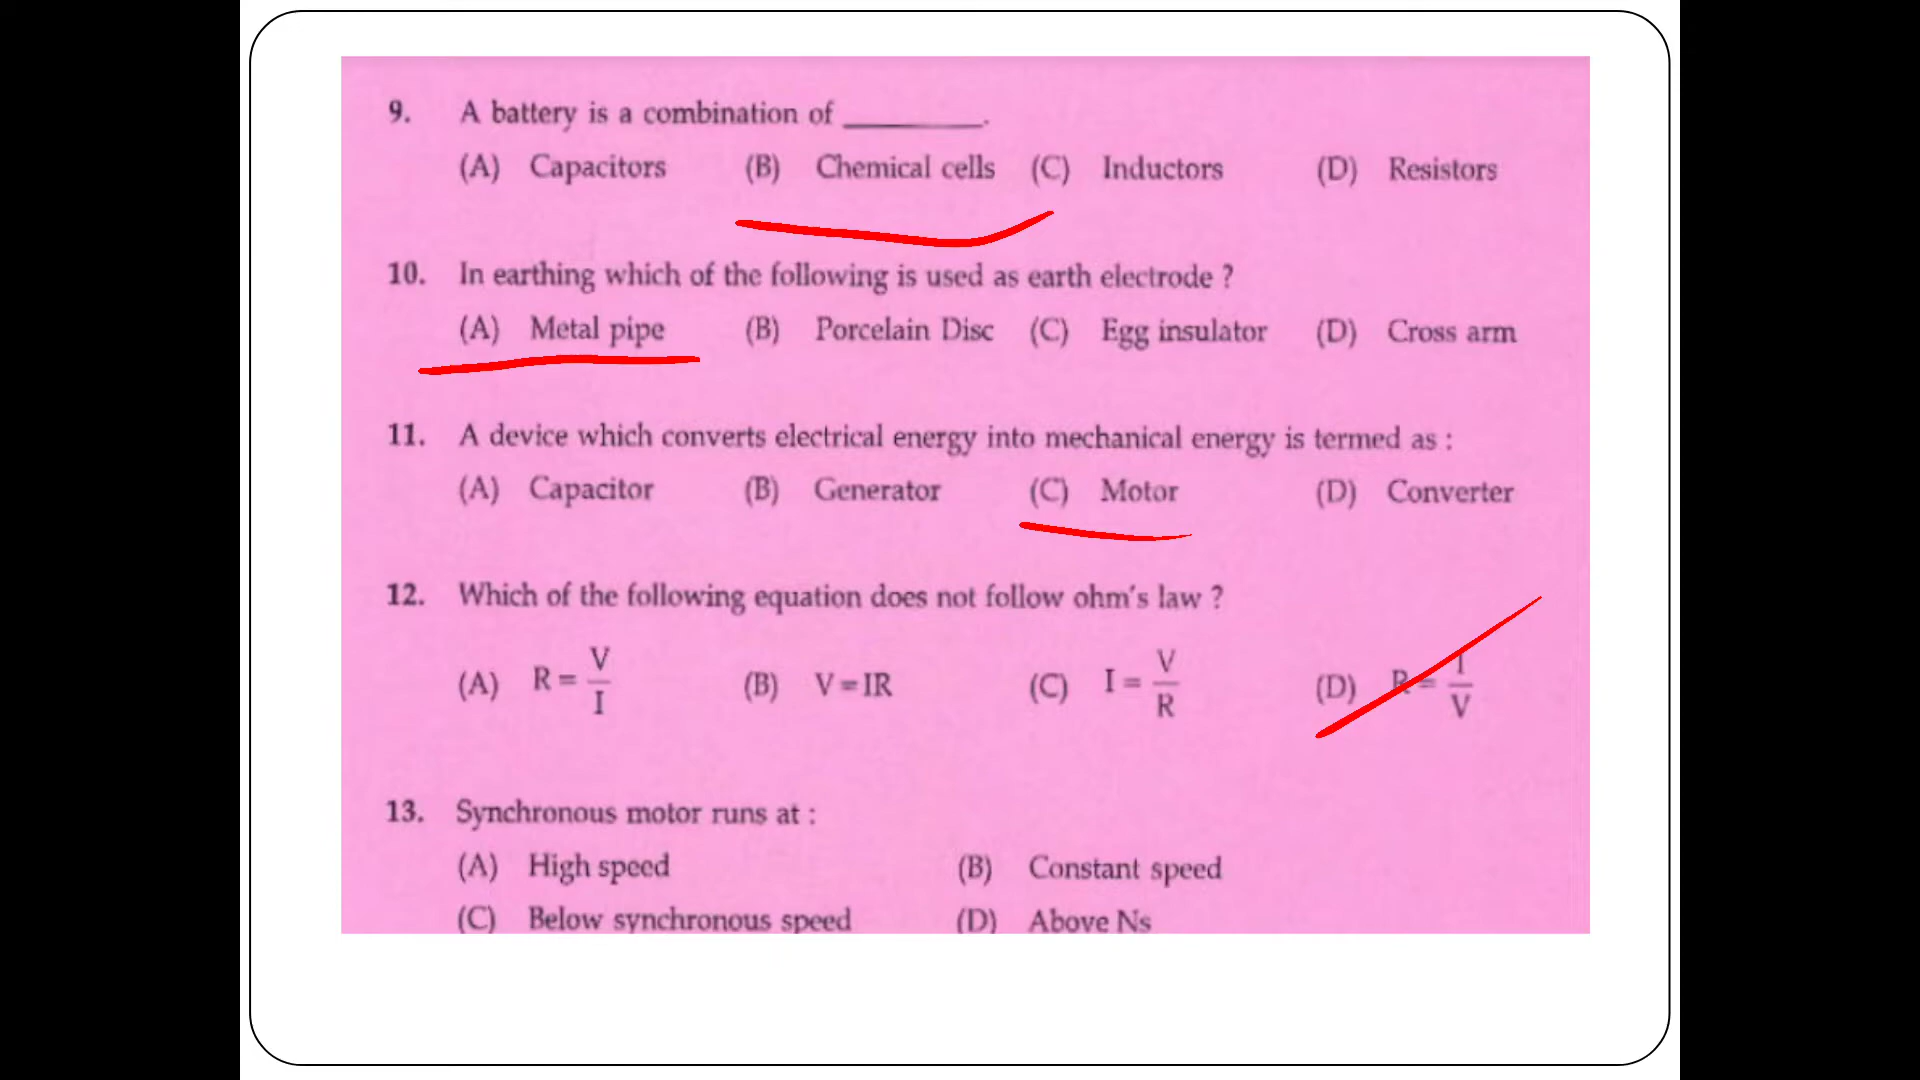 9. A battery is a combination of ________.
(A) Capacitors (B) Chemical cells (C) Inductors (D) Resistors
10. In earthing which of the following is used as earth electrode ?
(A) Metal pipe (B) Porcelain Disc (C) Egg insulator (D) Cross arm
11. A device which converts electrical energy into mechanical energy is termed as :
(A) Capacitor (B) Generator (C) Motor (D) Converter
12. Which of the following equation does not follow ohm's law ?
(A) R = V/I (B) V = IR (C) I = V/R (D) R = I/V
13. Synchronous motor runs at :
(A) High speed (B) Constant speed
(C) Below synchronous speed (D) Above Ns